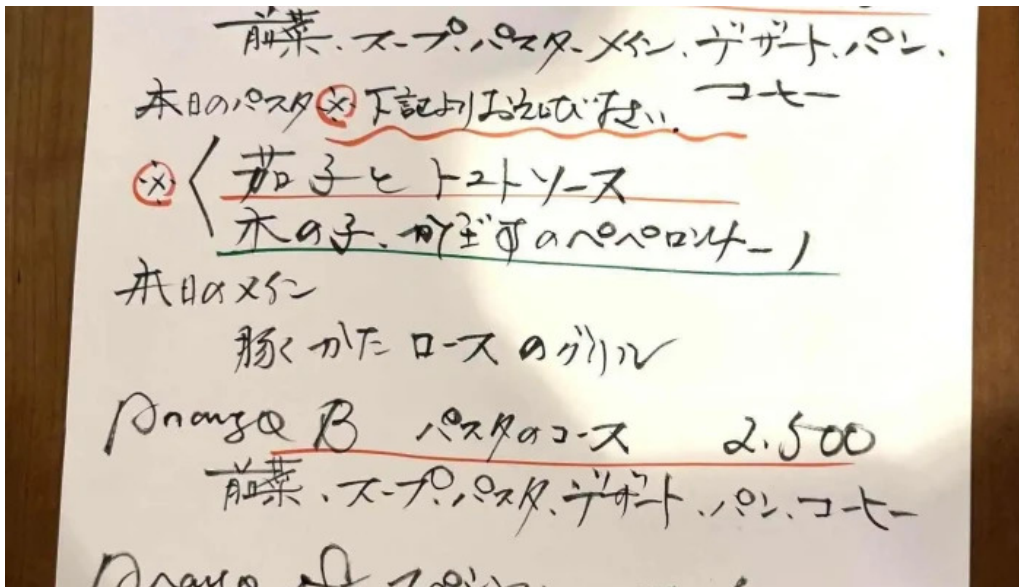 前菜、スープ、パスタ、メイン、デザート、パン、
コーヒー
本日のパスタ※下記よりお選び下さい。
※〈 茄子とトマトソース
木の子、かぼすのペペロンチーノ
本日のメイン
豚くかたロースのグリル
Pranzo B パスタのコース 2.500
前菜、スープ、パスタ、デザート、パン、コーヒー
Pranzo